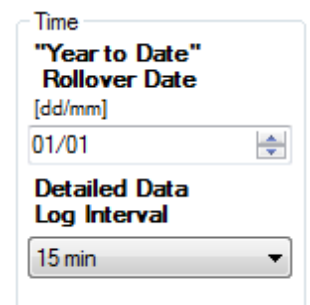 Time
"Year to Date"
Rollover Date
[dd/mm]
01/01
Detailed Data
Log Interval
15 min